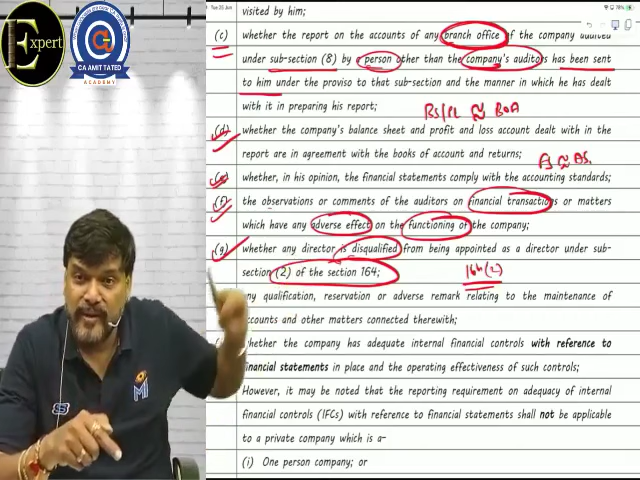 Expert
CA AMIT TATED
ACADEMY
Tue 25 Jun
79%
visited by him;
(c) whether the report on the accounts of any branch office of the company audited
under sub-section (8) by a person other than the company's auditors has been sent
to him under the proviso to that sub-section and the manner in which he has dealt
with it in preparing his report;
BS/PL ≅ BOA
(d) whether the company's balance sheet and profit and loss account dealt with in the
report are in agreement with the books of account and returns;
FS ≅ AS.
(e) whether, in his opinion, the financial statements comply with the accounting standards;
(f) the observations or comments of the auditors on financial transactions or matters
which have any adverse effect on the functioning of the company;
(g) whether any director is disqualified from being appointed as a director under sub-
section (2) of the section 164;
164(2)
any qualification, reservation or adverse remark relating to the maintenance of
accounts and other matters connected therewith;
whether the company has adequate internal financial controls with reference to
financial statements in place and the operating effectiveness of such controls;
However, it may be noted that the reporting requirement on adequacy of internal
financial controls (IFCs) with reference to financial statements shall not be applicable
to a private company which is a-
(i) One person company; or
MI